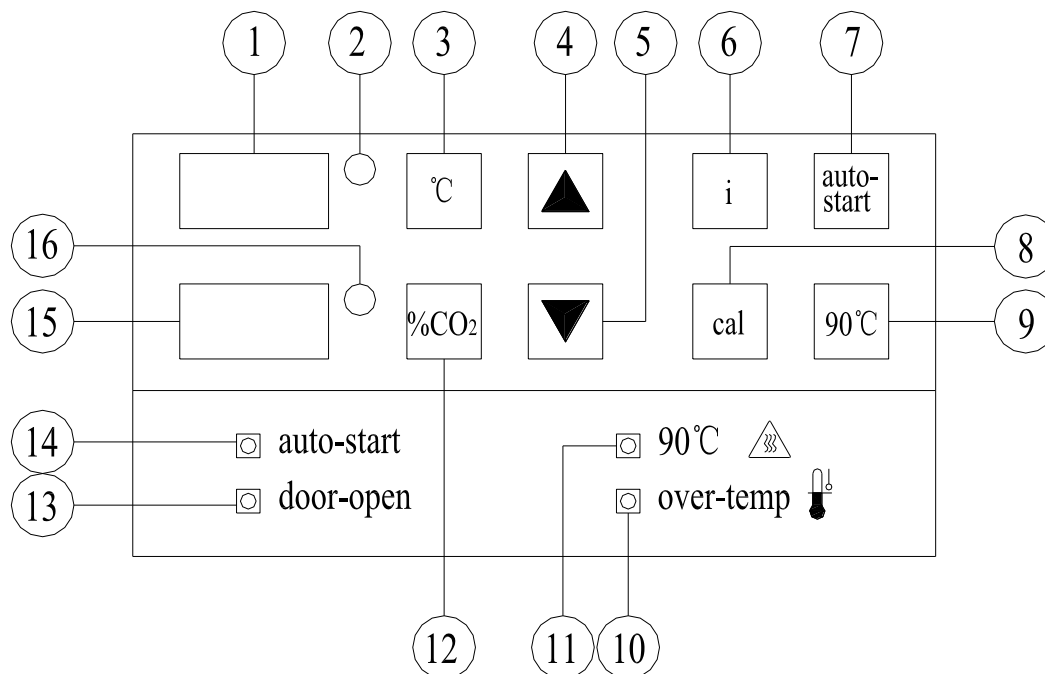 1 2 3 4 5 6 7
℃ i auto-
start
16 8
15 %CO₂ cal 90℃ 9
14 auto-start 90℃
13 door-open over-temp
12 11 10